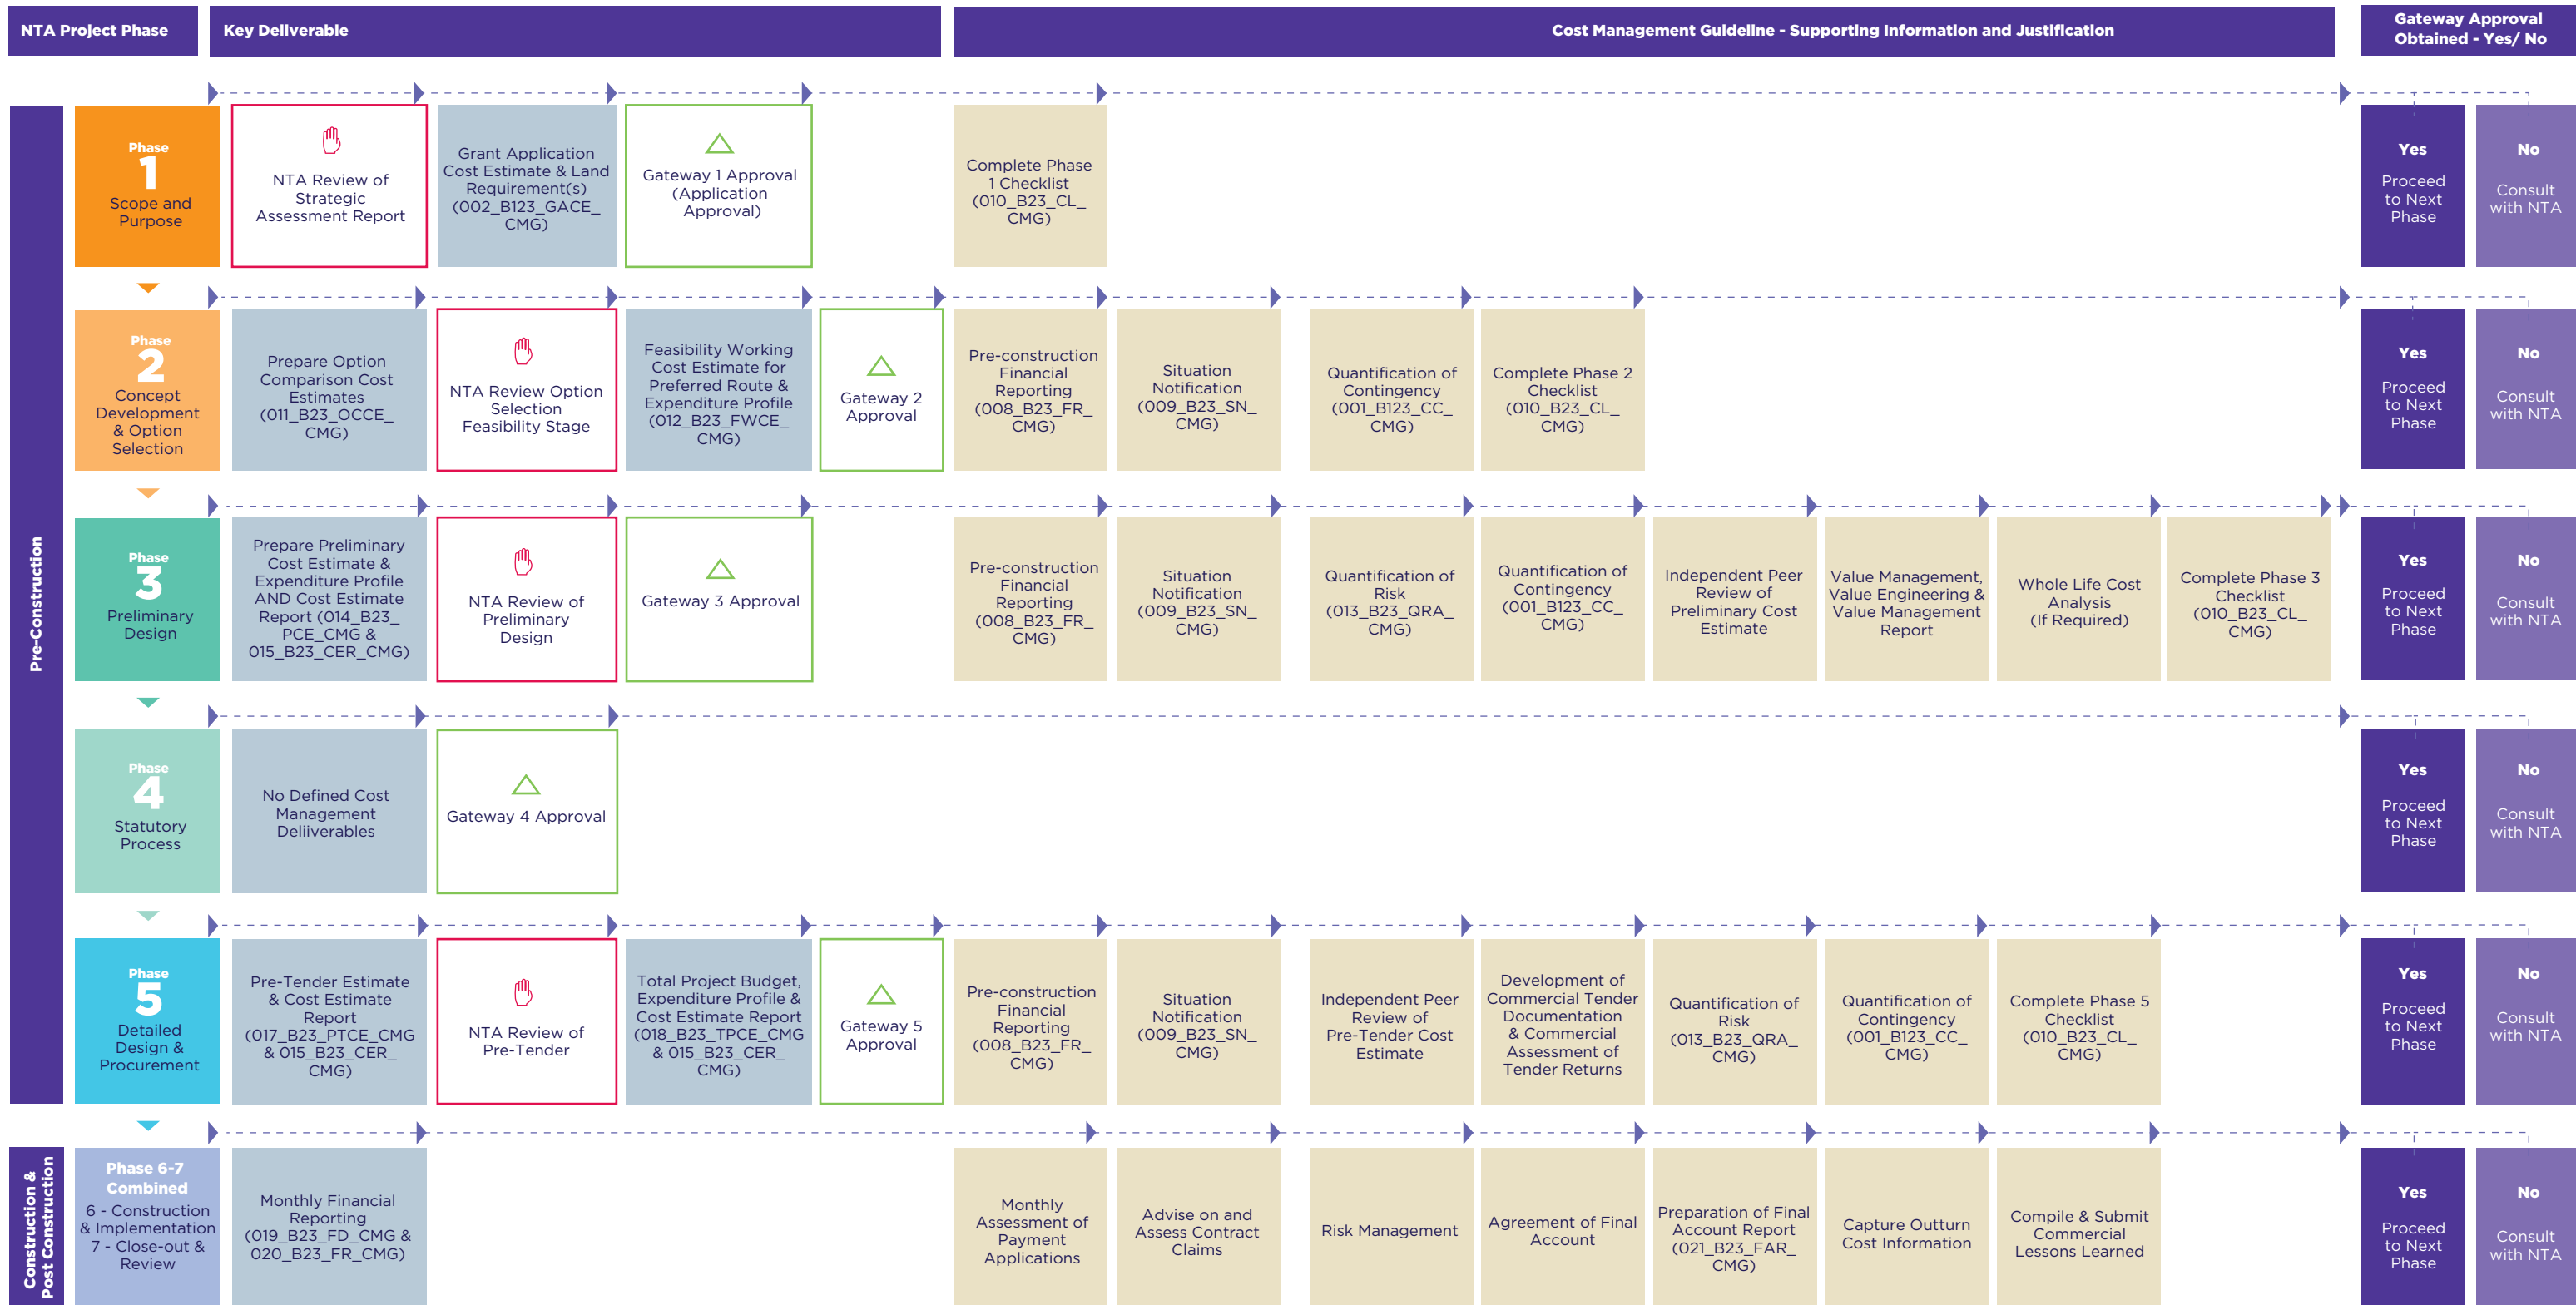 NTA Project Phase
Key Deliverable
Cost Management Guideline - Supporting Information and Justification
Gateway Approval
Obtained - Yes/ No
Pre-Construction
Phase
1
Scope and
Purpose
NTA Review of
Strategic
Assessment Report
Grant Application
Cost Estimate & Land
Requirement(s)
(002_B123_GACE_
CMG)
Gateway 1 Approval
(Application
Approval)
Complete Phase
1 Checklist
(010_B23_CL_
CMG)
Yes
Proceed
to Next
Phase
No
Consult
with NTA
Phase
2
Concept
Development
& Option
Selection
Prepare Option
Comparison Cost
Estimates
(011_B23_OCCE_
CMG)
NTA Review Option
Selection
Feasibility Stage
Feasibility Working
Cost Estimate for
Preferred Route &
Expenditure Profile
(012_B23_FWCE_
CMG)
Gateway 2
Approval
Pre-construction
Financial
Reporting
(008_B23_FR_
CMG)
Situation
Notification
(009_B23_SN_
CMG)
Quantification of
Contingency
(001_B123_CC_
CMG)
Complete Phase 2
Checklist
(010_B23_CL_
CMG)
Yes
Proceed
to Next
Phase
No
Consult
with NTA
Phase
3
Preliminary
Design
Prepare Preliminary
Cost Estimate &
Expenditure Profile
AND Cost Estimate
Report (014_B23_
PCE_CMG &
015_B23_CER_CMG)
NTA Review of
Preliminary
Design
Gateway 3 Approval
Pre-construction
Financial
Reporting
(008_B23_FR_
CMG)
Situation
Notification
(009_B23_SN_
CMG)
Quantification of
Risk
(013_B23_QRA_
CMG)
Quantification of
Contingency
(001_B123_CC_
CMG)
Independent Peer
Review of
Preliminary Cost
Estimate
Value Management,
Value Engineering &
Value Management
Report
Whole Life Cost
Analysis
(If Required)
Complete Phase 3
Checklist
(010_B23_CL_
CMG)
Yes
Proceed
to Next
Phase
No
Consult
with NTA
Phase
4
Statutory
Process
No Defined Cost
Management
Deliiverables
Gateway 4 Approval
Yes
Proceed
to Next
Phase
No
Consult
with NTA
Phase
5
Detailed
Design &
Procurement
Pre-Tender Estimate
& Cost Estimate
Report
(017_B23_PTCE_CMG
& 015_B23_CER_
CMG)
NTA Review of
Pre-Tender
Total Project Budget,
Expenditure Profile &
Cost Estimate Report
(018_B23_TPCE_CMG
& 015_B23_CER_
CMG)
Gateway 5
Approval
Pre-construction
Financial
Reporting
(008_B23_FR_
CMG)
Situation
Notification
(009_B23_SN_
CMG)
Independent Peer
Review of
Pre-Tender Cost
Estimate
Development of
Commercial Tender
Documentation
& Commercial
Assessment of
Tender Returns
Quantification of
Risk
(013_B23_QRA_
CMG)
Quantification of
Contingency
(001_B123_CC_
CMG)
Complete Phase 5
Checklist
(010_B23_CL_
CMG)
Yes
Proceed
to Next
Phase
No
Consult
with NTA
Construction &
Post Construction
Phase 6-7
Combined
6 - Construction
& Implementation
7 - Close-out &
Review
Monthly Financial
Reporting
(019_B23_FD_CMG &
020_B23_FR_CMG)
Monthly
Assessment of
Payment
Applications
Advise on and
Assess Contract
Claims
Risk Management
Agreement of Final
Account
Preparation of Final
Account Report
(021_B23_FAR_
CMG)
Capture Outturn
Cost Information
Compile & Submit
Commercial
Lessons Learned
Yes
Proceed
to Next
Phase
No
Consult
with NTA